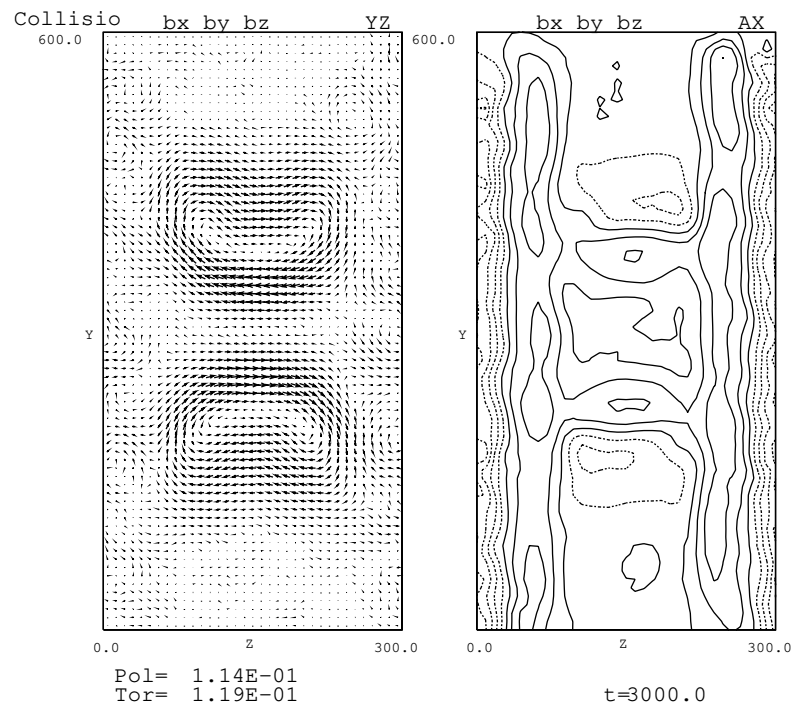 Collisio bx by bz YZ bx by bz AX
600.0 600.0
Y Y
0.0 Z 300.0 0.0 Z 300.0
Pol= 1.14E-01
Tor= 1.19E-01 t=3000.0